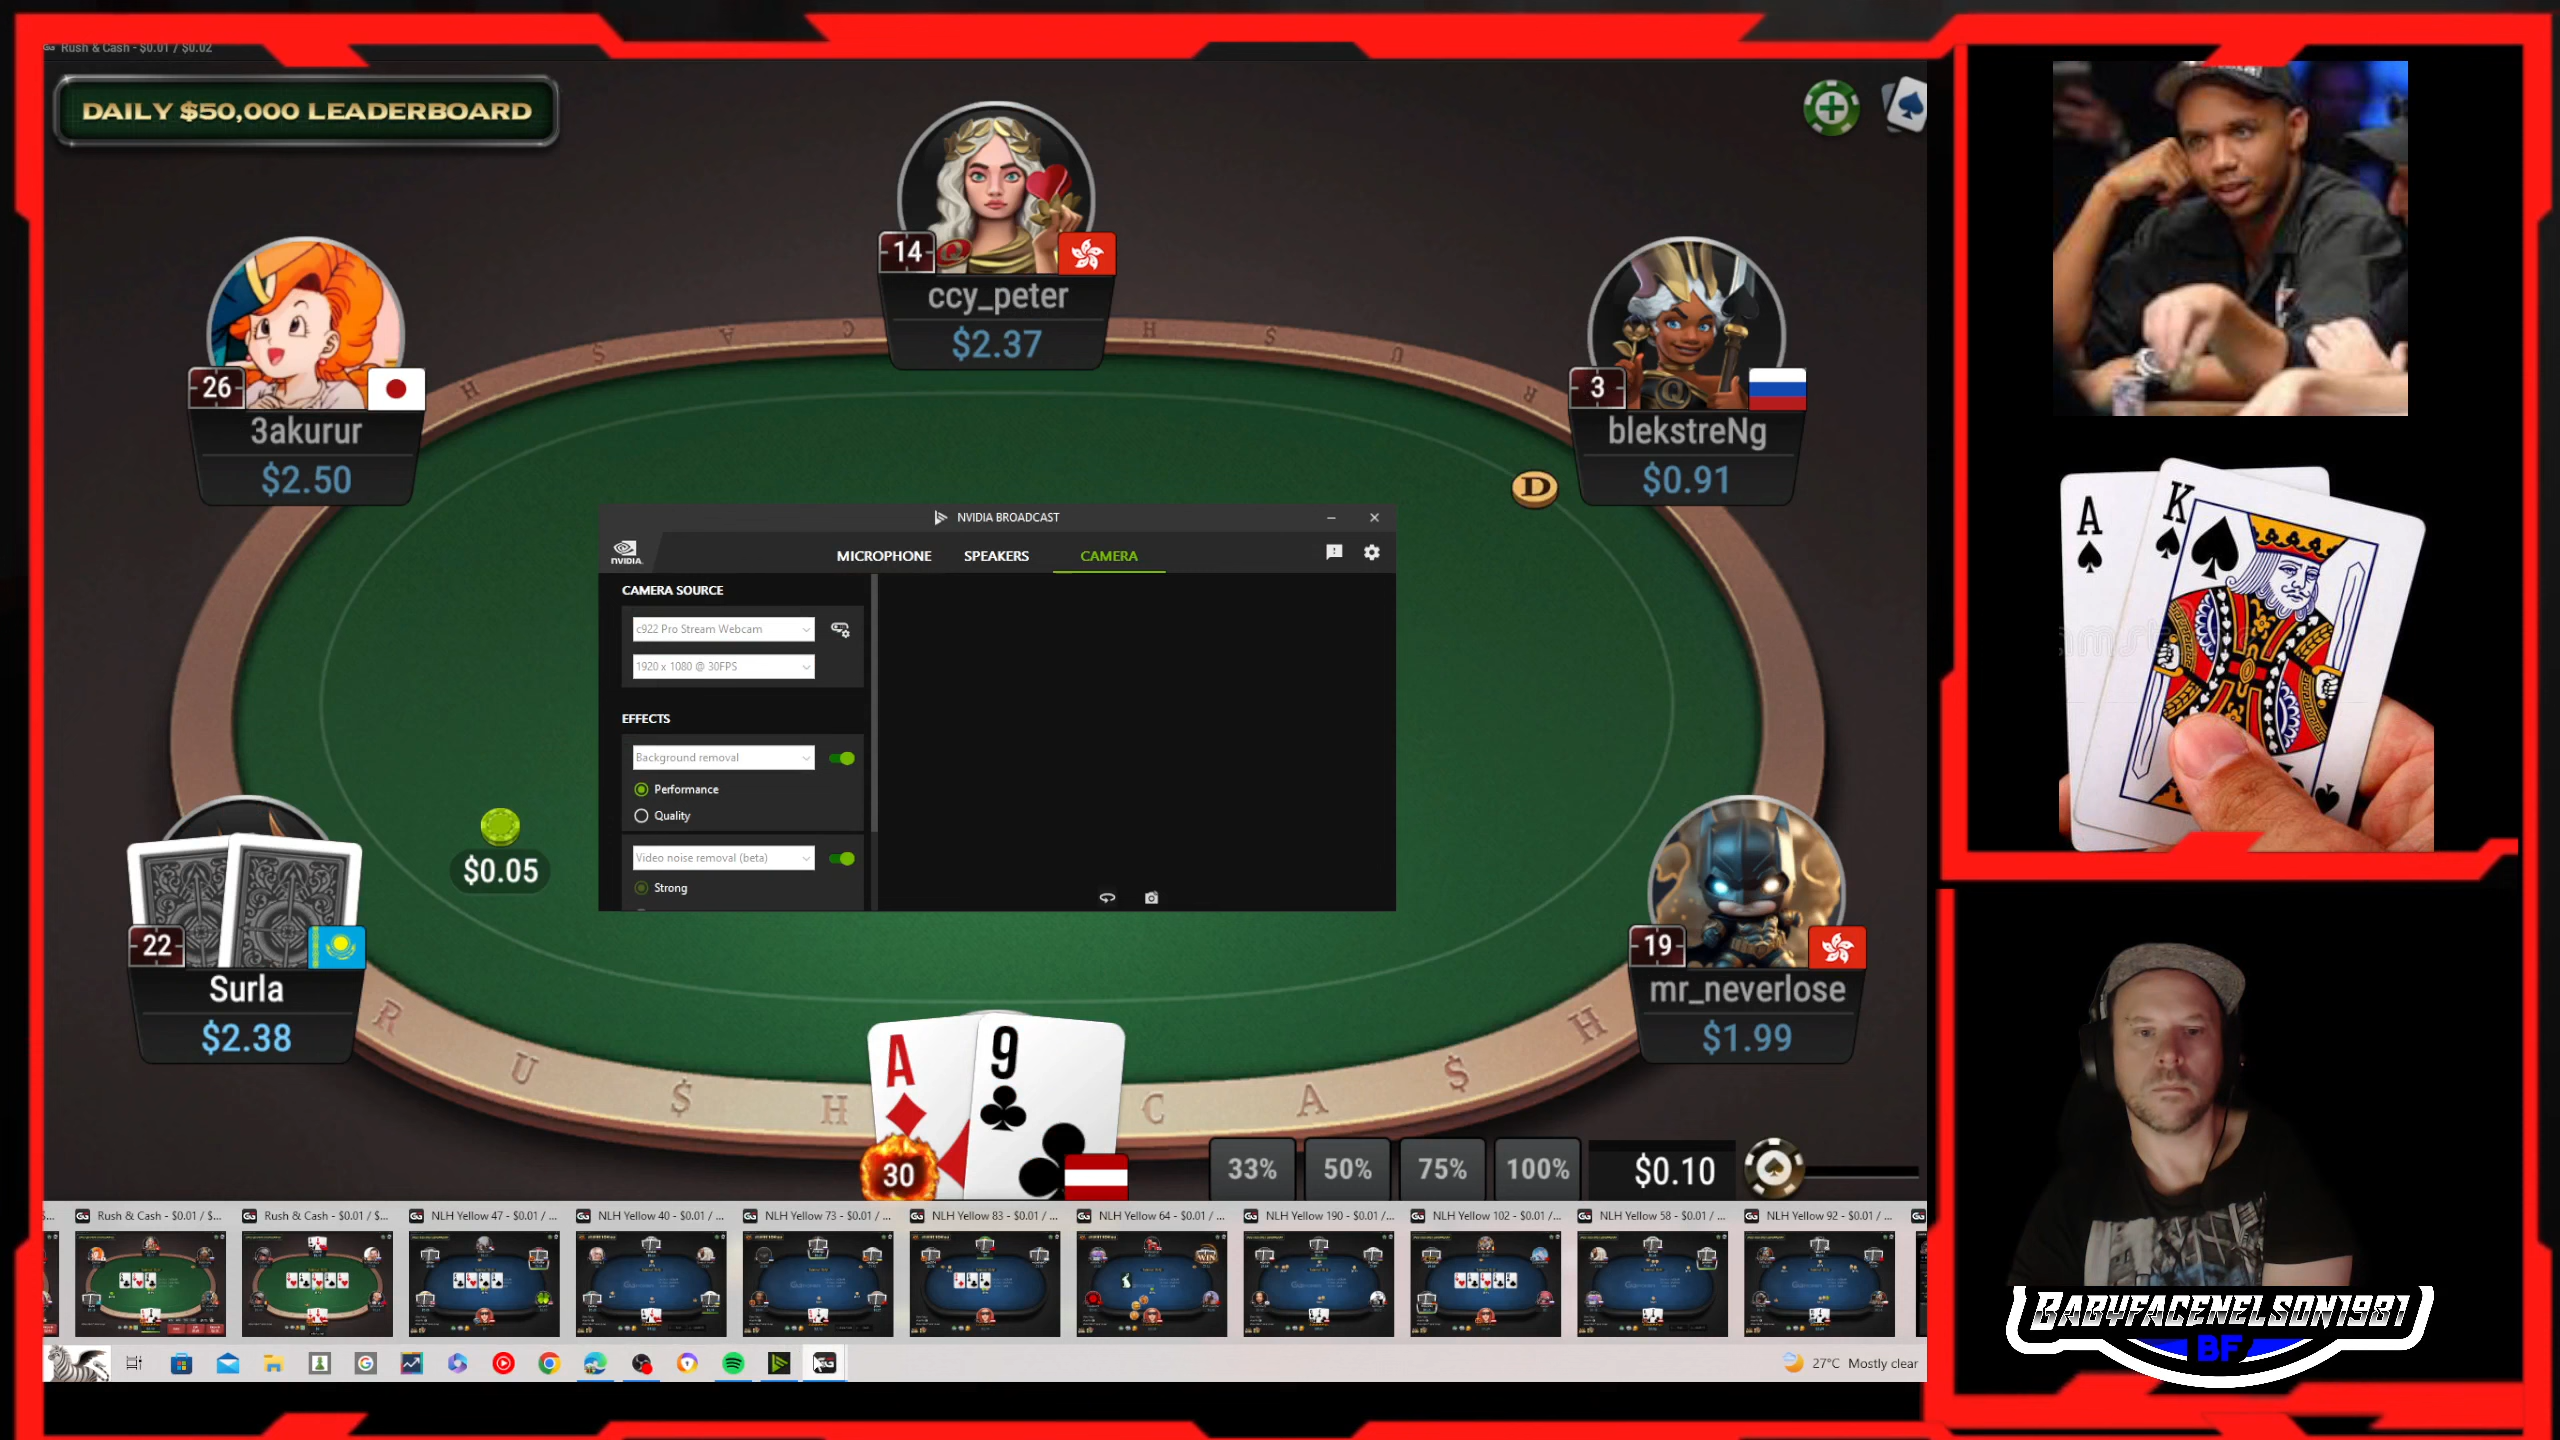 Rush & Cash - $0.01 / $0.02
DAILY $50,000 LEADERBOARD
14
ccy_peter
$2.37
26
3akurur
$2.50
3
blekstreNg
$0.91
D
NVIDIA BROADCAST
NVIDIA
MICROPHONE
SPEAKERS
CAMERA
CAMERA SOURCE
c922 Pro Stream Webcam
1920 x 1080 @ 30FPS
EFFECTS
Background removal
Performance
Quality
Video noise removal (beta)
Strong
$0.05
22
Surla
$2.38
19
mr_neverlose
$1.99
R U $ H C A $ H
A
9
30
33%
50%
75%
100%
$0.10
A
K
Rush & Cash - $0.01 / $...
Rush & Cash - $0.01 / $...
NLH Yellow 47 - $0.01 / ...
NLH Yellow 40 - $0.01 / ...
NLH Yellow 73 - $0.01 / ...
NLH Yellow 83 - $0.01 / ...
NLH Yellow 64 - $0.01 / ...
NLH Yellow 190 - $0.01 /...
NLH Yellow 102 - $0.01 /...
NLH Yellow 58 - $0.01 / ...
NLH Yellow 92 - $0.01 / ...
27°C Mostly clear
BABYFACENELSON1981
BF